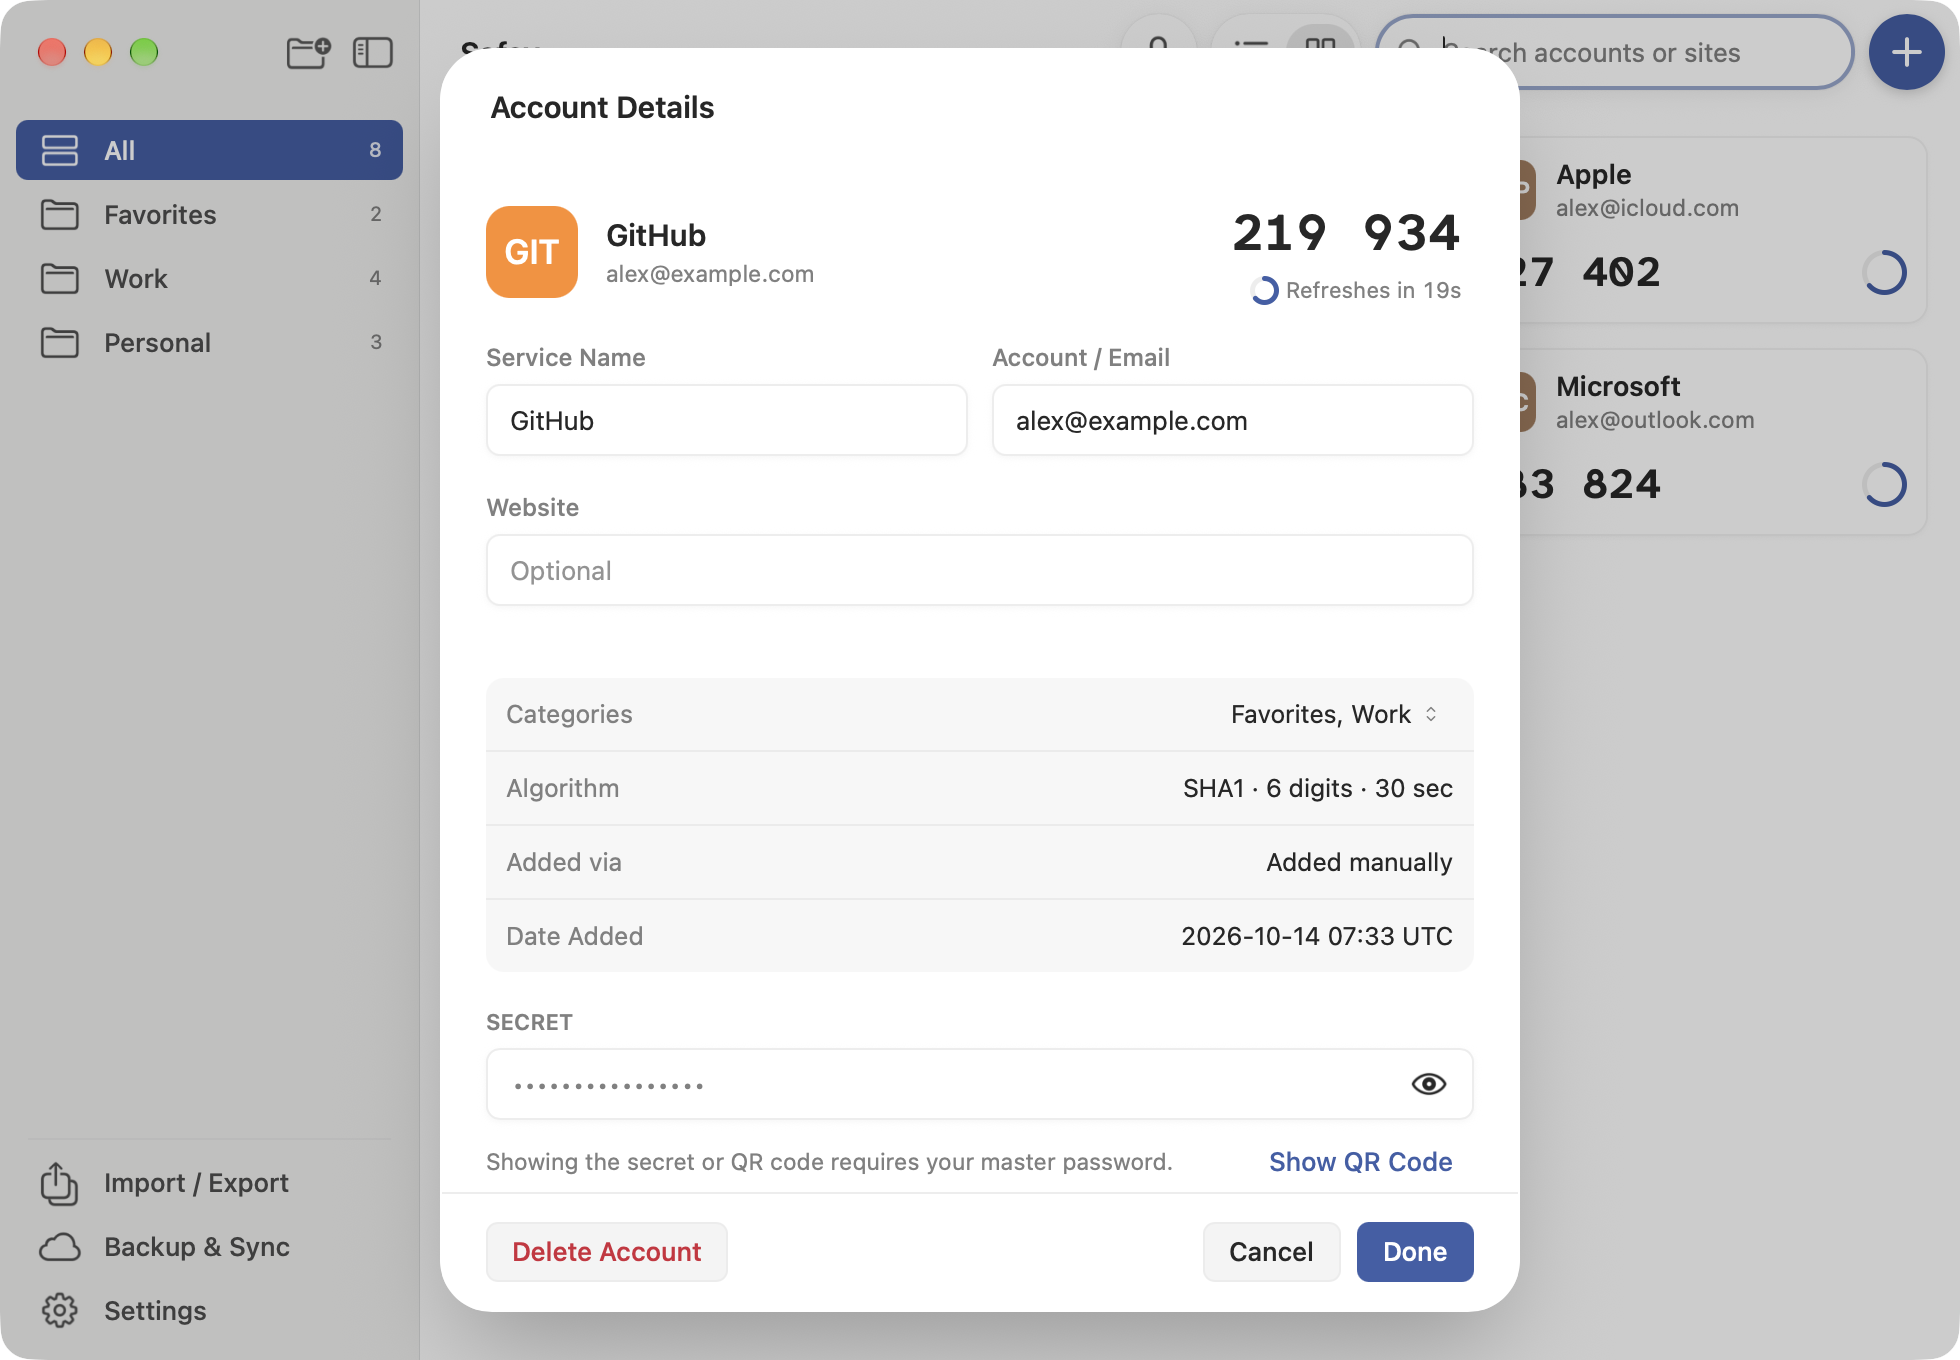 All 8
Favorites 2
Work 4
Personal 3
Import / Export
Backup & Sync
Settings
accounts or sites
Account Details
GIT
GitHub
alex@example.com
219 934
Refreshes in 19s
Service Name
Account / Email
GitHub
alex@example.com
Website
Optional
Categories
Favorites, Work
Algorithm
SHA1 · 6 digits · 30 sec
Added via
Added manually
Date Added
2026-10-14 07:33 UTC
SECRET
Showing the secret or QR code requires your master password.
Show QR Code
Delete Account
Cancel
Done
Apple
alex@icloud.com
402
Microsoft
alex@outlook.com
824